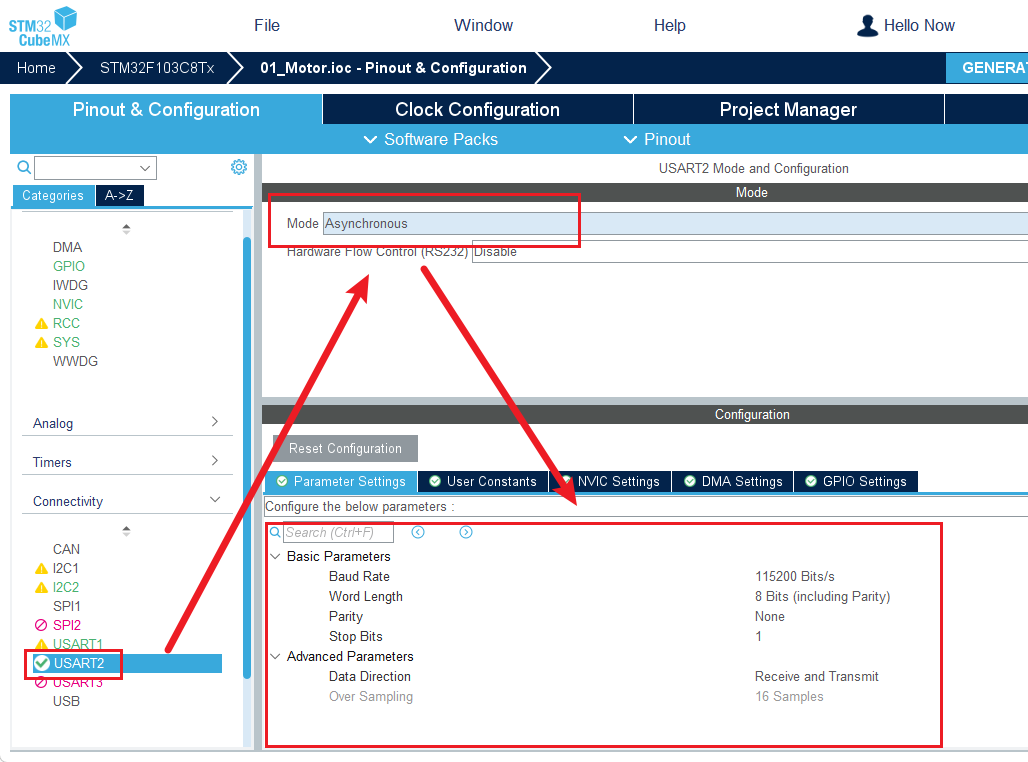 STM32
CubeMX
File Window Help Hello Now
Home STM32F103C8Tx 01_Motor.ioc - Pinout & Configuration GENERA
Pinout & Configuration Clock Configuration Project Manager
Software Packs Pinout
USART2 Mode and Configuration
Categories A->Z
Mode
Mode Asynchronous
Hardware Flow Control (RS232) Disable
DMA
GPIO
IWDG
NVIC
RCC
SYS
WWDG
Analog
Timers
Connectivity
CAN
I2C1
I2C2
SPI1
SPI2
USART1
USART2
USART3
USB
Configuration
Reset Configuration
Parameter Settings User Constants NVIC Settings DMA Settings GPIO Settings
Configure the below parameters :
Search (Ctrl+F)
Basic Parameters
Baud Rate 115200 Bits/s
Word Length 8 Bits (including Parity)
Parity None
Stop Bits 1
Advanced Parameters
Data Direction Receive and Transmit
Over Sampling 16 Samples